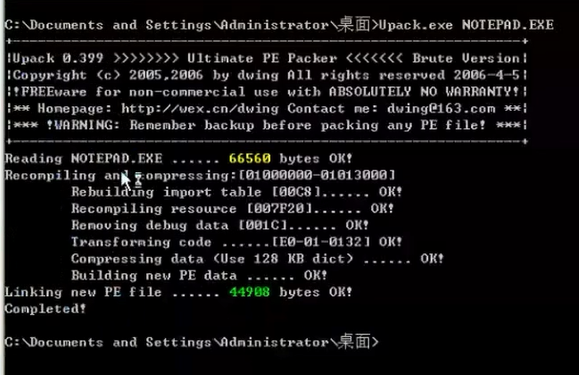 C:\Documents and Settings\Administrator\桌面>Upack.exe NOTEPAD.EXE
+---------------------------------------------------------------+
|Upack 0.399 >>>>>>>> Ultimate PE Packer <<<<<<< Brute Version|
|Copyright (c) 2005,2006 by dwing All rights reserved 2006-4-5|
|!FREEware for non-commercial use with ABSOLUTELY NO WARRANTY!|
|** Homepage: http://wex.cn/dwing Contact me: dwing@163.com **|
|*** !WARNING: Remember backup before packing any PE file! ***|
+---------------------------------------------------------------+
Reading NOTEPAD.EXE ...... 66560 bytes OK!
Recompiling and compressing:[01000000-01013000]
Rebuilding import table [00C8]...... OK!
Recompiling resource [007F20]...... OK!
Removing debug data [001C]...... OK!
Transforming code ......[E0-01-0132] OK!
Compressing data (Use 128 KB dict) ...... OK!
Building new PE data ...... OK!
Linking new PE file ...... 44908 bytes OK!
Completed!
C:\Documents and Settings\Administrator\桌面>